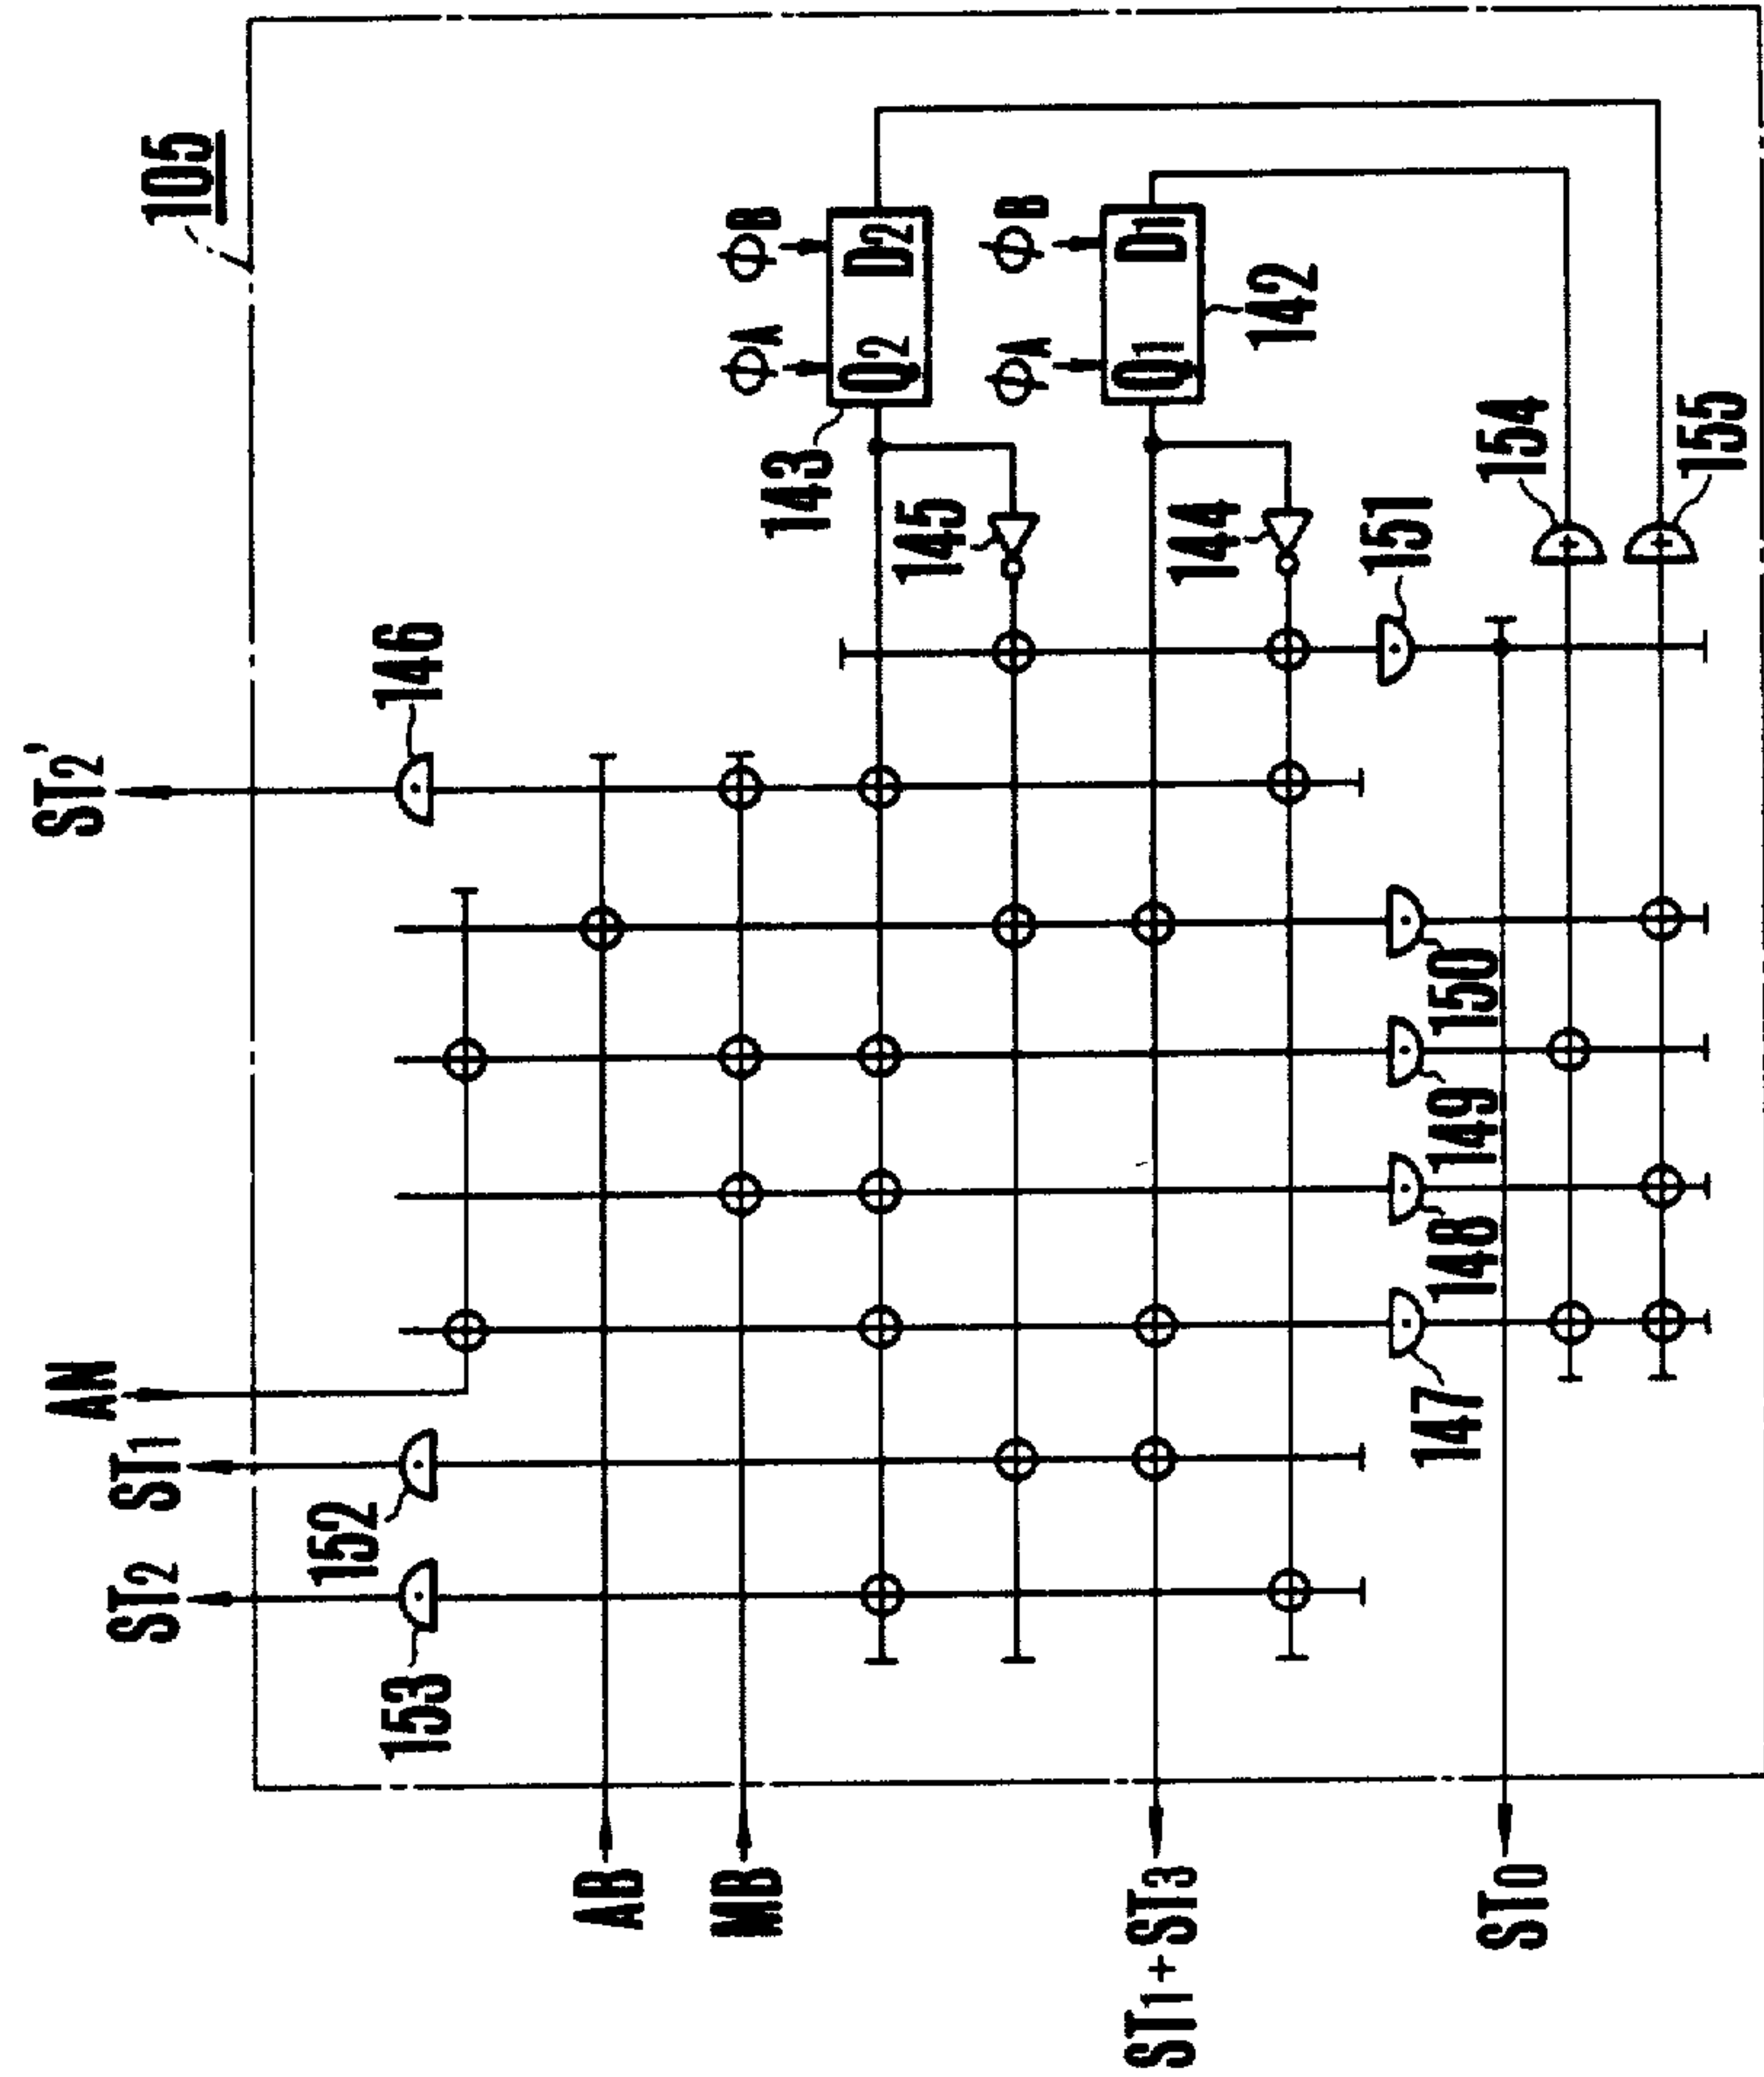 ST2'
AN
ST1
ST2
105
152
146
153
AB
MB
ΦA ΦB
143
Q2 D2
145
ΦA ΦB
Q1 D1
ST1+ST3
144
142
151
147
148 149 150
STO
154
155